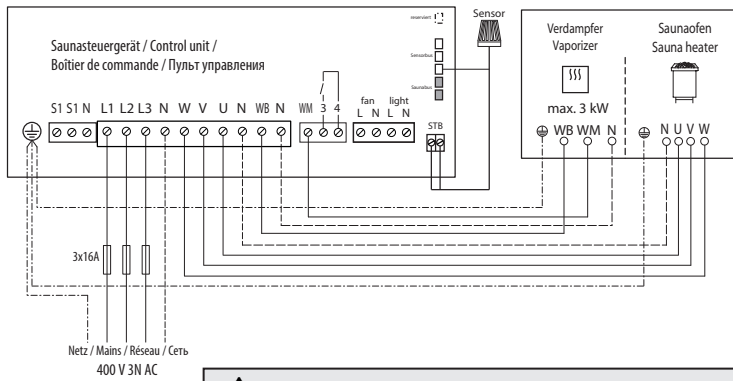 reserviert
Sensor
Sensorbus
Saunabus
Saunasteuergerät / Control unit /
Boîtier de commande / Пульт управления
Verdampfer
Vaporizer
max. 3 kW
Saunaofen
Sauna heater
S1 S1 N L1 L2 L3 N W V U N WB N WM 3 4
fan light
L N L N
STB
WB WM N
N U V W
3x16A
Netz / Mains / Réseau / Сеть
400 V 3N AC